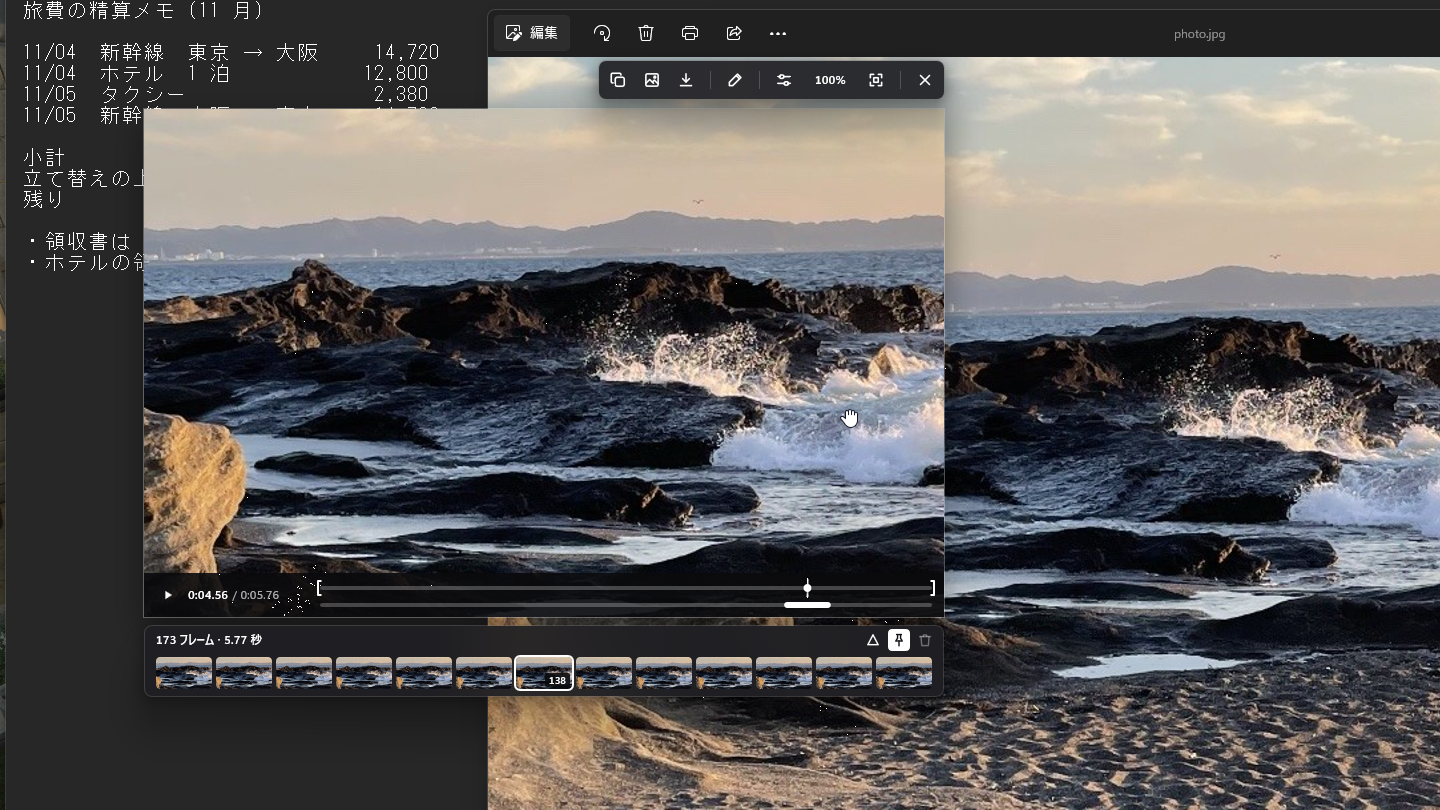 旅費の精算メモ (11 月)
11/04 新幹線 東京 → 大阪 14,720
11/04 ホテル 1 泊 12,800
11/05 タクシー 2,380
11/05 新幹
小計
立て替えの上
残り
・領収書は
・ホテルの領
編集
photo.jpg
100%
0:04.56 / 0:05.76
173 フレーム · 5.77 秒
138